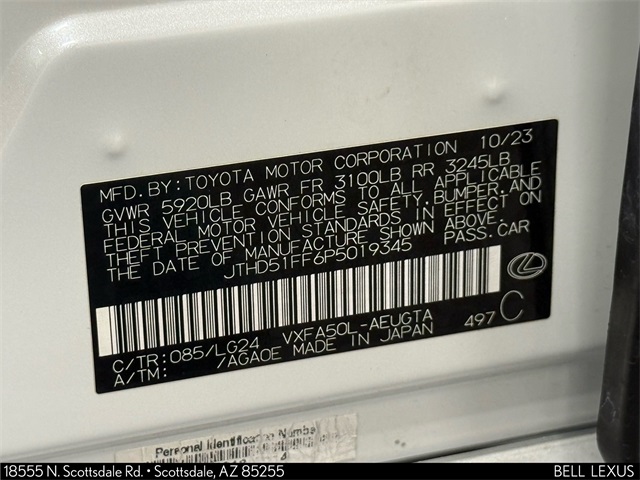 MFD. BY: TOYOTA MOTOR CORPORATION 10/23
GVWR 5920LB GAWR FR 3100LB RR 3245LB
THIS VEHICLE CONFORMS TO ALL APPLICABLE
FEDERAL MOTOR VEHICLE SAFETY, BUMPER, AND
THEFT PREVENTION STANDARDS IN EFFECT ON
THE DATE OF MANUFACTURE SHOWN ABOVE.
JTHD51FF6P5019345 PASS. CAR
C/TR: 085/LG24 VXFA50L-AEUGTA 497 C
A/TM: /AGA0E MADE IN JAPAN
Personal Identification Number
18555 N. Scottsdale Rd. • Scottsdale, AZ 85255
BELL LEXUS